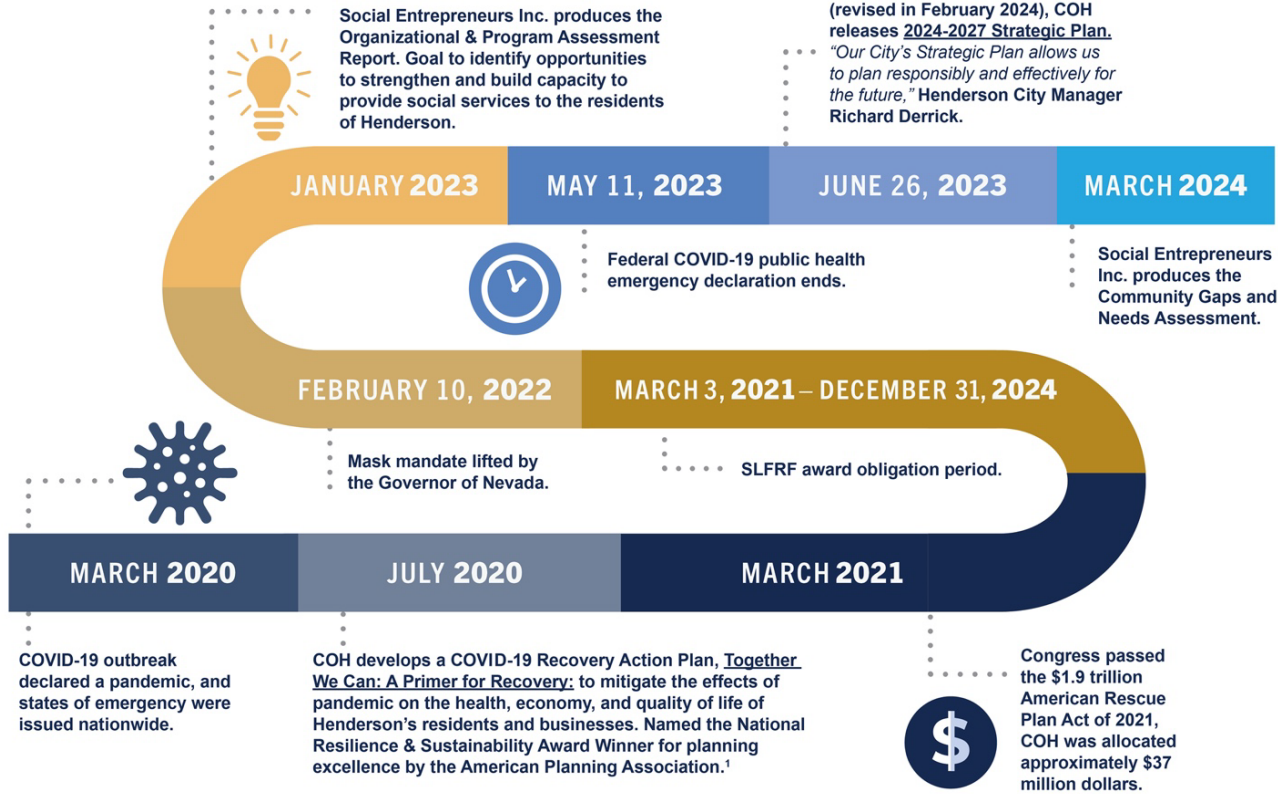 Social Entrepreneurs Inc. produces the
Organizational & Program Assessment
Report. Goal to identify opportunities
to strengthen and build capacity to
provide social services to the residents
of Henderson.
(revised in February 2024), COH
releases 2024-2027 Strategic Plan.
“Our City’s Strategic Plan allows us
to plan responsibly and effectively for
the future,” Henderson City Manager
Richard Derrick.
JANUARY 2023
MAY 11, 2023
JUNE 26, 2023
MARCH 2024
Federal COVID-19 public health
emergency declaration ends.
Social Entrepreneurs
Inc. produces the
Community Gaps and
Needs Assessment.
FEBRUARY 10, 2022
MARCH 3, 2021 – DECEMBER 31, 2024
Mask mandate lifted by
the Governor of Nevada.
SLFRF award obligation period.
MARCH 2020
JULY 2020
MARCH 2021
COVID-19 outbreak
declared a pandemic, and
states of emergency were
issued nationwide.
COH develops a COVID-19 Recovery Action Plan, Together
We Can: A Primer for Recovery: to mitigate the effects of
pandemic on the health, economy, and quality of life of
Henderson’s residents and businesses. Named the National
Resilience & Sustainability Award Winner for planning
excellence by the American Planning Association.¹
$
Congress passed
the $1.9 trillion
American Rescue
Plan Act of 2021,
COH was allocated
approximately $37
million dollars.